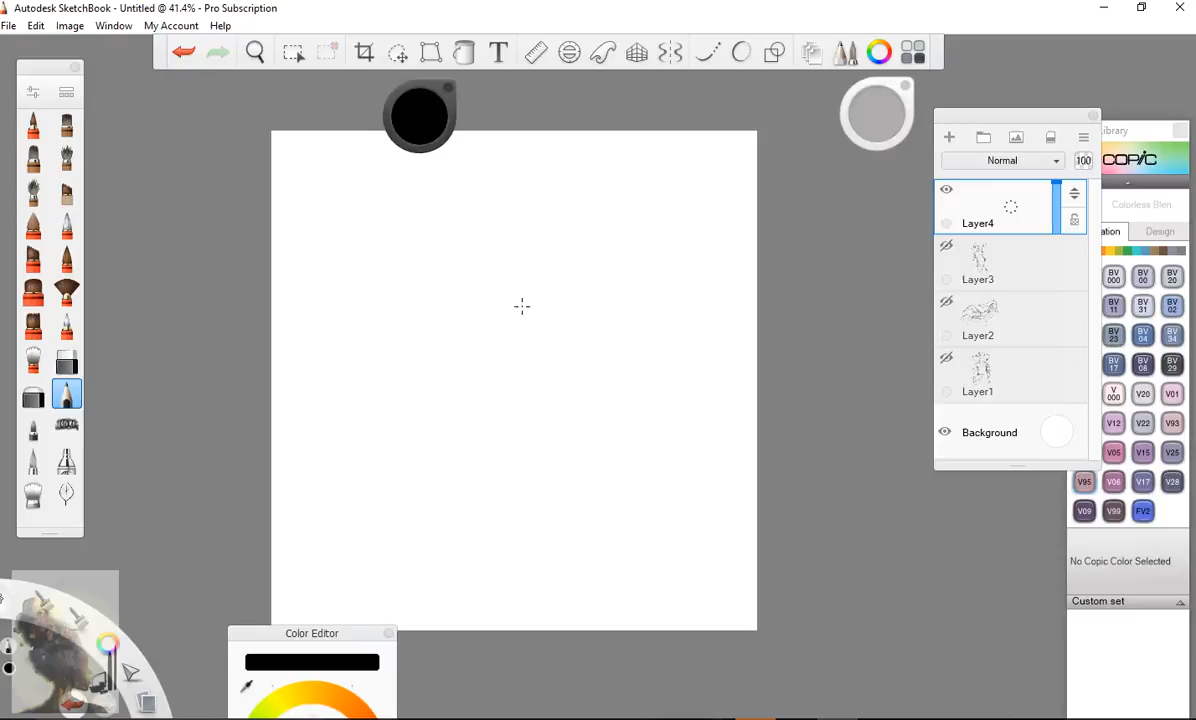 Autodesk SketchBook - Untitled @ 41.4% - Pro Subscription
File Edit Image Window My Account Help
T
Normal 100
Layer4
Layer3
Layer2
Layer1
Background
Library
COPIC
Colorless Blen
ation Design
BV 000 BV 00 BV 20
BV 11 BV 31 BV 02
BV 23 BV 04 BV 34
BV 17 BV 08 BV 29
V 000 V20 V01
V12 V22 V93
V05 V15 V25
V95 V06 V17 V28
V09 V99 FV2
No Copic Color Selected
Custom set
Color Editor